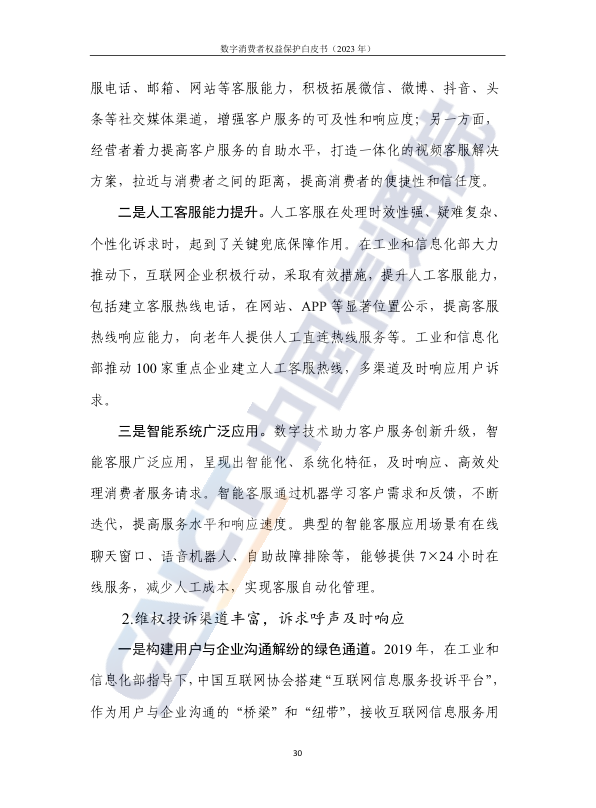 数字消费者权益保护白皮书（2023 年）
服电话、邮箱、网站等客服能力，积极拓展微信、微博、抖音、头
条等社交媒体渠道，增强客户服务的可及性和响应度；另一方面，
经营者着力提高客户服务的自助水平，打造一体化的视频客服解决
方案，拉近与消费者之间的距离，提高消费者的便捷性和信任度。
二是人工客服能力提升。人工客服在处理时效性强、疑难复杂、
个性化诉求时，起到了关键兜底保障作用。在工业和信息化部大力
推动下，互联网企业积极行动，采取有效措施，提升人工客服能力，
包括建立客服热线电话，在网站、APP 等显著位置公示，提高客服
热线响应能力，向老年人提供人工直连热线服务等。工业和信息化
部推动 100 家重点企业建立人工客服热线，多渠道及时响应用户诉
求。
三是智能系统广泛应用。数字技术助力客户服务创新升级，智
能客服广泛应用，呈现出智能化、系统化特征，及时响应、高效处
理消费者服务请求。智能客服通过机器学习客户需求和反馈，不断
迭代，提高服务水平和响应速度。典型的智能客服应用场景有在线
聊天窗口、语音机器人、自助故障排除等，能够提供 7×24 小时在
线服务，减少人工成本，实现客服自动化管理。
2.维权投诉渠道丰富，诉求呼声及时响应
一是构建用户与企业沟通解纷的绿色通道。2019 年，在工业和
信息化部指导下，中国互联网协会搭建“互联网信息服务投诉平台”，
作为用户与企业沟通的“桥梁”和“纽带”，接收互联网信息服务用
30
CAICT 中国信通院